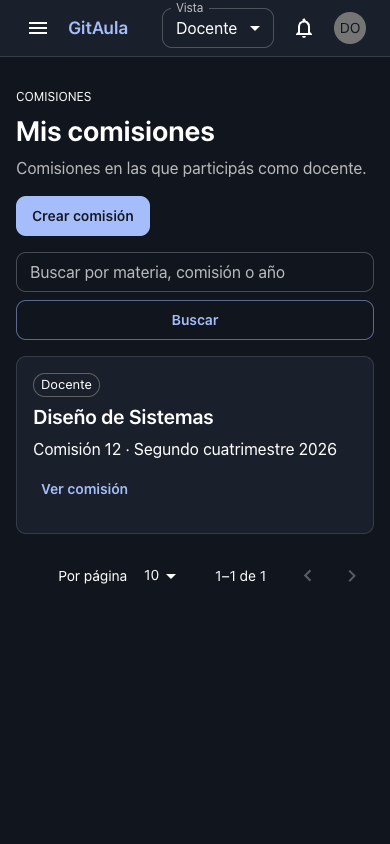 Vista
GitAula
Docente
DO
COMISIONES
Mis comisiones
Comisiones en las que participás como docente.
Crear comisión
Buscar por materia, comisión o año
Buscar
Docente
Diseño de Sistemas
Comisión 12 · Segundo cuatrimestre 2026
Ver comisión
Por página 10 1–1 de 1